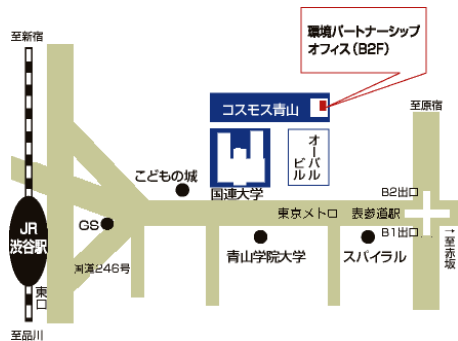 至新宿
環境パートナーシップ
オフィス（B2F）
コスモス青山
至原宿
オーバル
ビル
こどもの城
国連大学
B2出口
東京メトロ 表参道駅
B1出口
GS
JR
渋谷駅
国道246号
青山学院大学
スパイラル
→至赤坂
東口
至品川